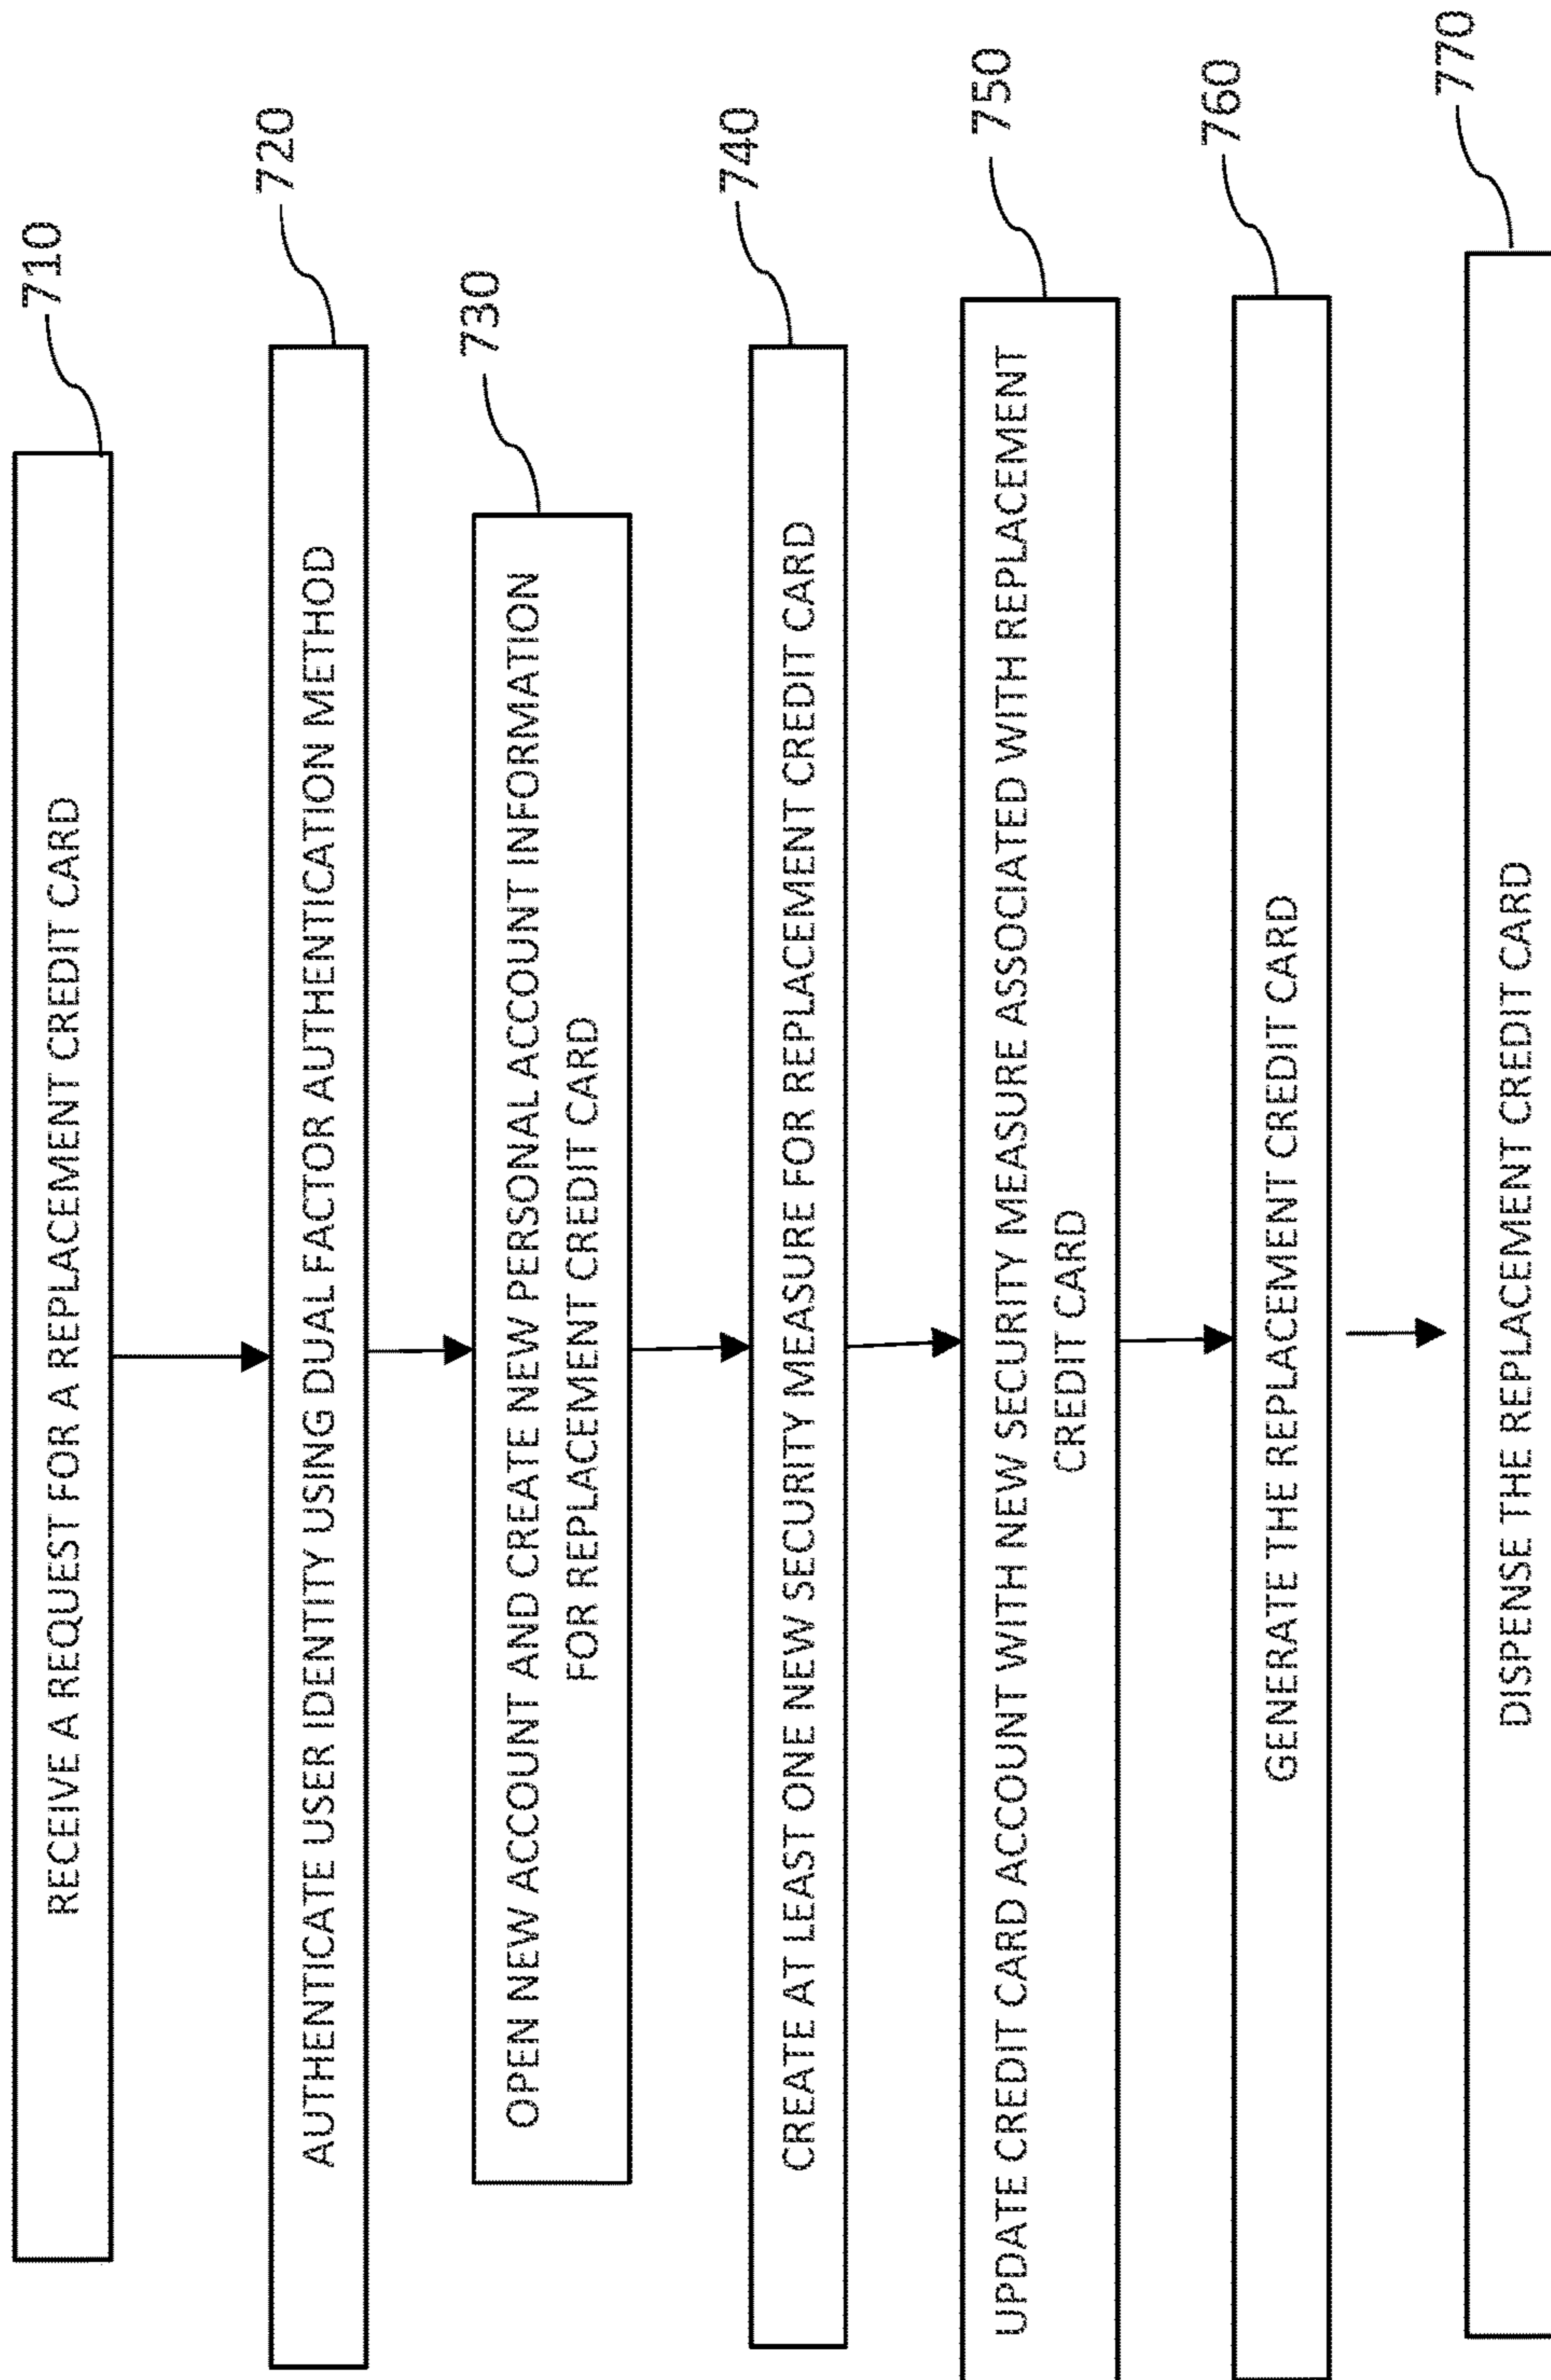 710
RECEIVE A REQUEST FOR A REPLACEMENT CREDIT CARD
720
AUTHENTICATE USER IDENTITY USING DUAL FACTOR AUTHENTICATION METHOD
730
OPEN NEW ACCOUNT AND CREATE NEW PERSONAL ACCOUNT INFORMATION
FOR REPLACEMENT CREDIT CARD
740
CREATE AT LEAST ONE NEW SECURITY MEASURE FOR REPLACEMENT CREDIT CARD
750
UPDATE CREDIT CARD ACCOUNT WITH NEW SECURITY MEASURE ASSOCIATED WITH REPLACEMENT
CREDIT CARD
760
GENERATE THE REPLACEMENT CREDIT CARD
770
DISPENSE THE REPLACEMENT CREDIT CARD